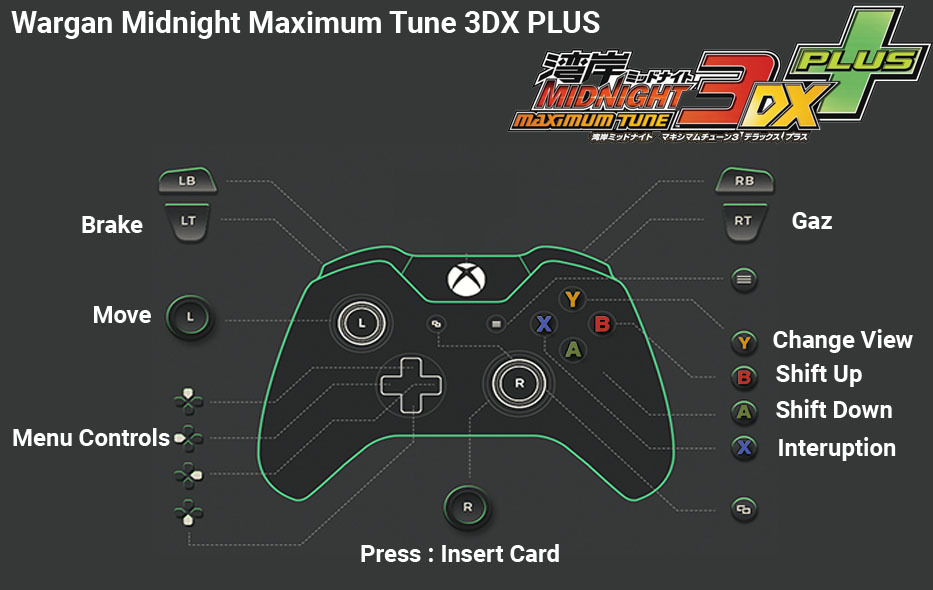 Wargan Midnight Maximum Tune 3DX PLUS
PLUS
湾岸
ミッドナイト
MIDNIGHT
3DX
MAXIMUM TUNE
湾岸ミッドナイト マキシマムチューン3 デラックス プラス
LB
RB
Brake
LT
RT
Gaz
Move
L
L
Y
X
B
A
R
Y
Change View
B
Shift Up
A
Shift Down
X
Interuption
Menu Controls
R
Press : Insert Card